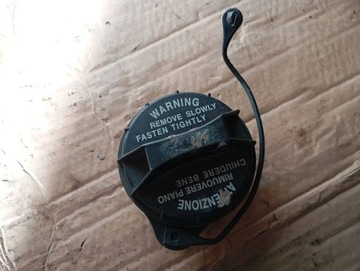 WARNING
REMOVE SLOWLY
FASTEN TIGHTLY
ATTENZIONE
RIMUOVERE PIANO
CHIUDERE BENE